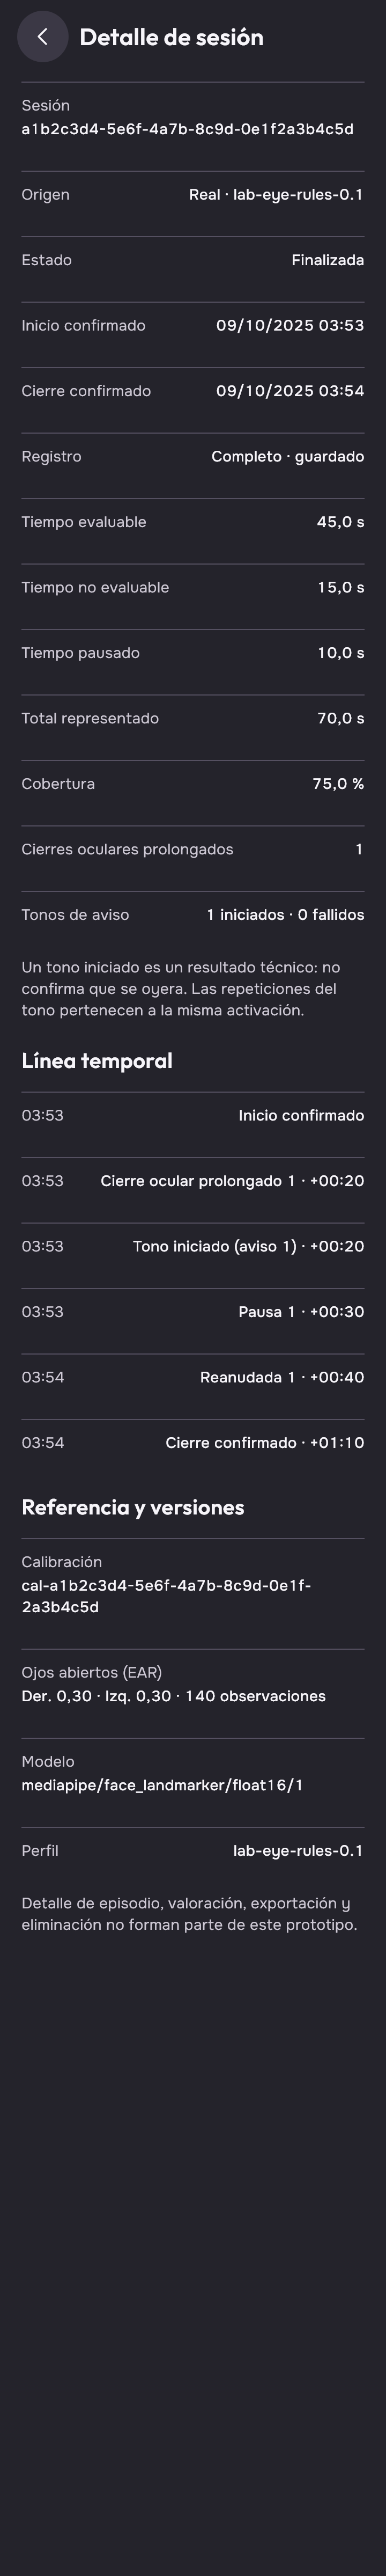 Detalle de sesión
Sesión
a1b2c3d4-5e6f-4a7b-8c9d-0e1f2a3b4c5d
Origen Real · lab-eye-rules-0.1
Estado Finalizada
Inicio confirmado 09/10/2025 03:53
Cierre confirmado 09/10/2025 03:54
Registro Completo · guardado
Tiempo evaluable 45,0 s
Tiempo no evaluable 15,0 s
Tiempo pausado 10,0 s
Total representado 70,0 s
Cobertura 75,0 %
Cierres oculares prolongados 1
Tonos de aviso 1 iniciados · 0 fallidos
Un tono iniciado es un resultado técnico: no
confirma que se oyera. Las repeticiones del
tono pertenecen a la misma activación.
Línea temporal
03:53 Inicio confirmado
03:53 Cierre ocular prolongado 1 · +00:20
03:53 Tono iniciado (aviso 1) · +00:20
03:53 Pausa 1 · +00:30
03:54 Reanudada 1 · +00:40
03:54 Cierre confirmado · +01:10
Referencia y versiones
Calibración
cal-a1b2c3d4-5e6f-4a7b-8c9d-0e1f-
2a3b4c5d
Ojos abiertos (EAR)
Der. 0,30 · Izq. 0,30 · 140 observaciones
Modelo
mediapipe/face_landmarker/float16/1
Perfil lab-eye-rules-0.1
Detalle de episodio, valoración, exportación y
eliminación no forman parte de este prototipo.